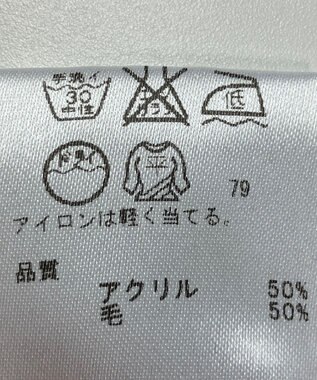 手洗イ
30
中性
低
ドライ
平
79
アイロンは軽く当てる。
品質
アクリル 50%
毛 50%